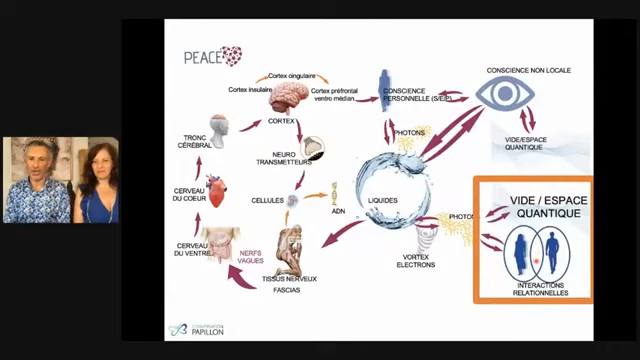 PEACE
Cortex cingulaire
Cortex insulaire
Cortex préfrontal
ventro médian
CORTEX
CONSCIENCE
PERSONNELLE (S/E/P)
CONSCIENCE NON LOCALE
TRONC
CÉRÉBRAL
NEURO
TRANSMETTEURS
PHOTONS
VIDE/ESPACE
QUANTIQUE
CERVEAU
DU COEUR
CELLULES
ADN
LIQUIDES
PHOTON
VIDE / ESPACE
QUANTIQUE
CERVEAU
DU VENTRE
NERFS
VAGUES
TISSUS NERVEUX
FASCIAS
VORTEX
ELECTRONS
INTERACTIONS
RELATIONNELLES
PAPILLON